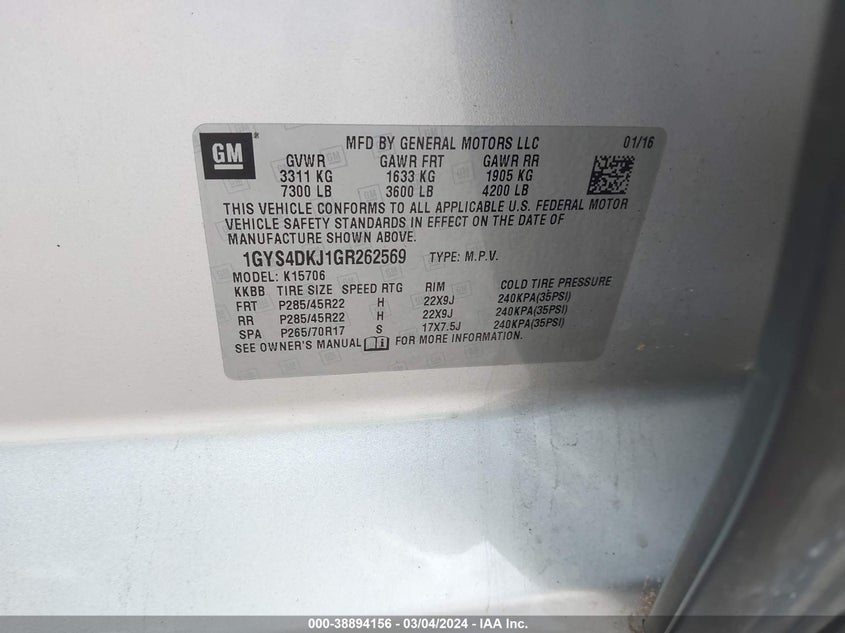 GM
MFD BY GENERAL MOTORS LLC 01/16
GVWR GAWR FRT GAWR RR
3311 KG 1633 KG 1905 KG
7300 LB 3600 LB 4200 LB
THIS VEHICLE CONFORMS TO ALL APPLICABLE U.S. FEDERAL MOTOR
VEHICLE SAFETY STANDARDS IN EFFECT ON THE DATE OF
MANUFACTURE SHOWN ABOVE.
1GYS4DKJ1GR262569 TYPE: M.P.V.
MODEL: K15706
KKBB TIRE SIZE SPEED RTG RIM COLD TIRE PRESSURE
FRT P285/45R22 H 22X9J 240KPA(35PSI)
RR P285/45R22 H 22X9J 240KPA(35PSI)
SPA P265/70R17 S 17X7.5J 240KPA(35PSI)
SEE OWNER'S MANUAL i FOR MORE INFORMATION.
000-38894156 - 03/04/2024 - IAA Inc.